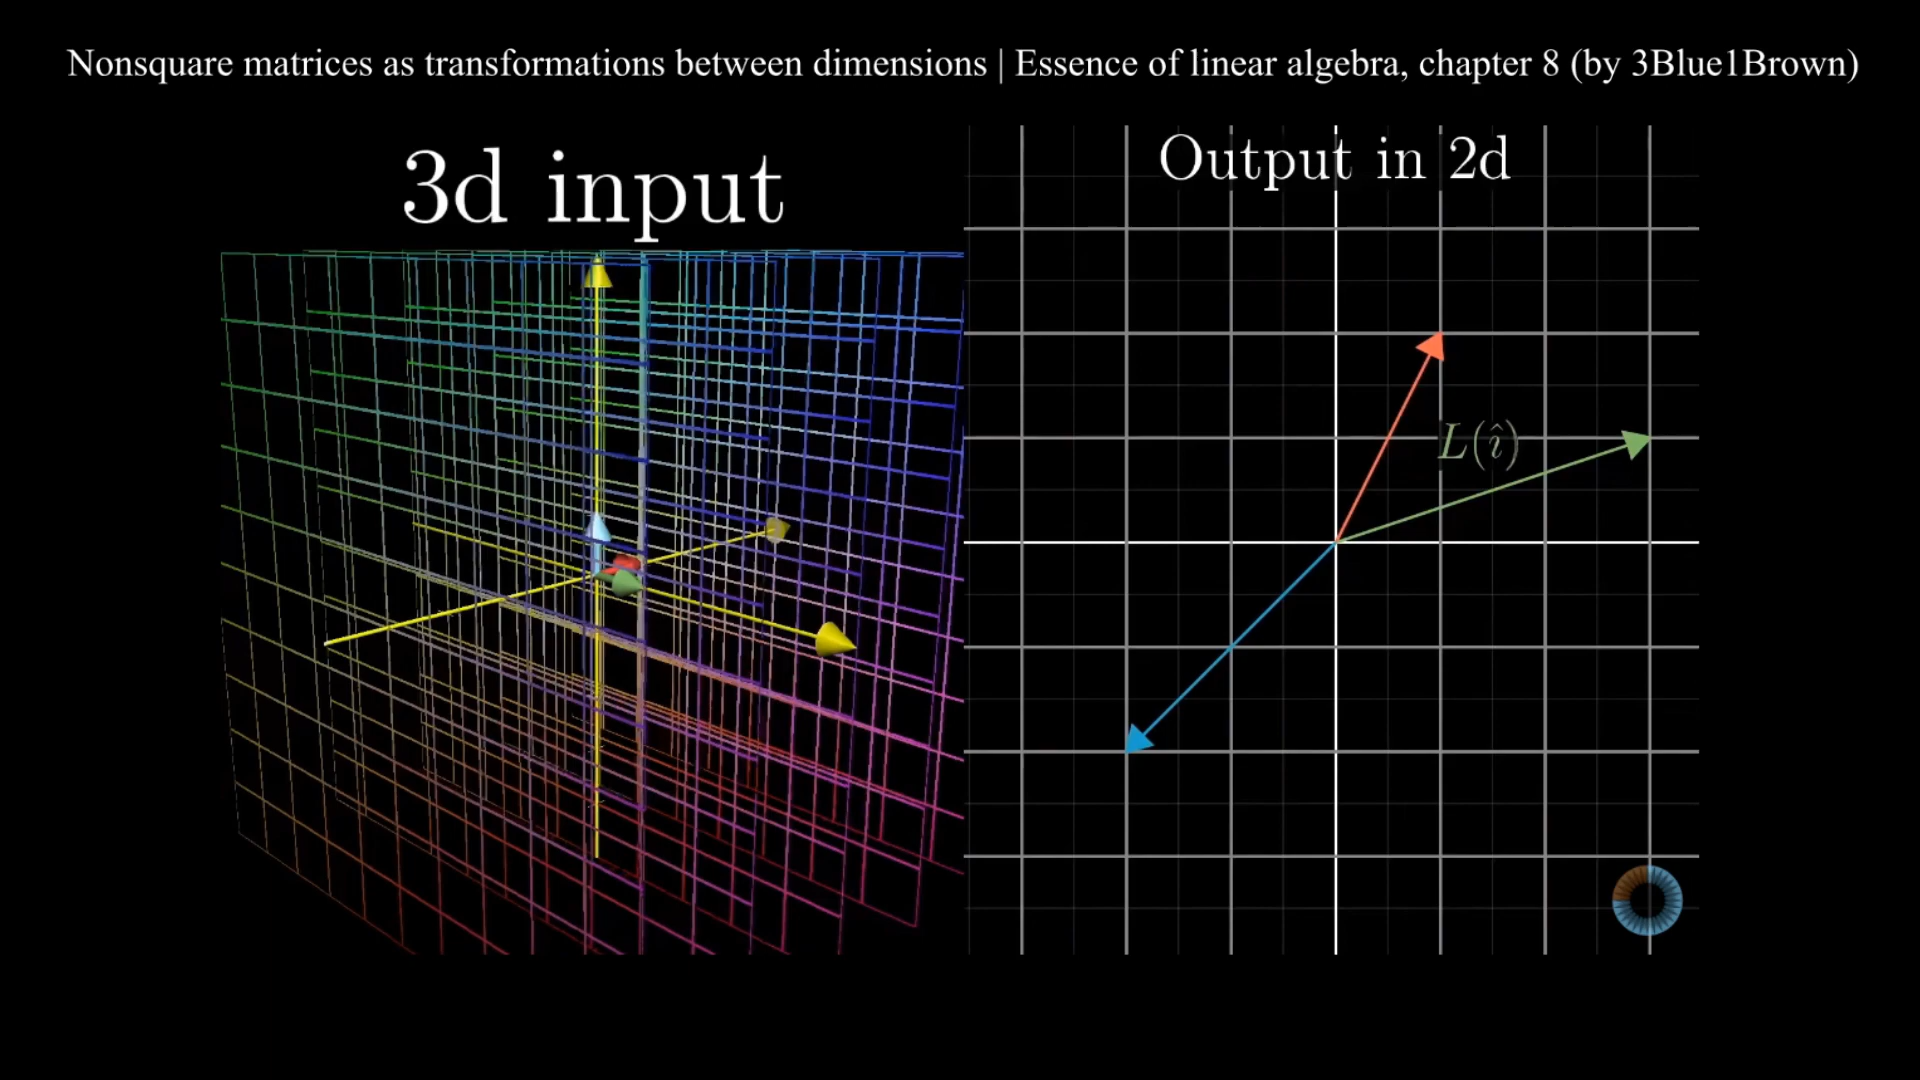 Nonsquare matrices as transformations between dimensions | Essence of linear algebra, chapter 8 (by 3Blue1Brown)
3d input
Output in 2d
L(î)